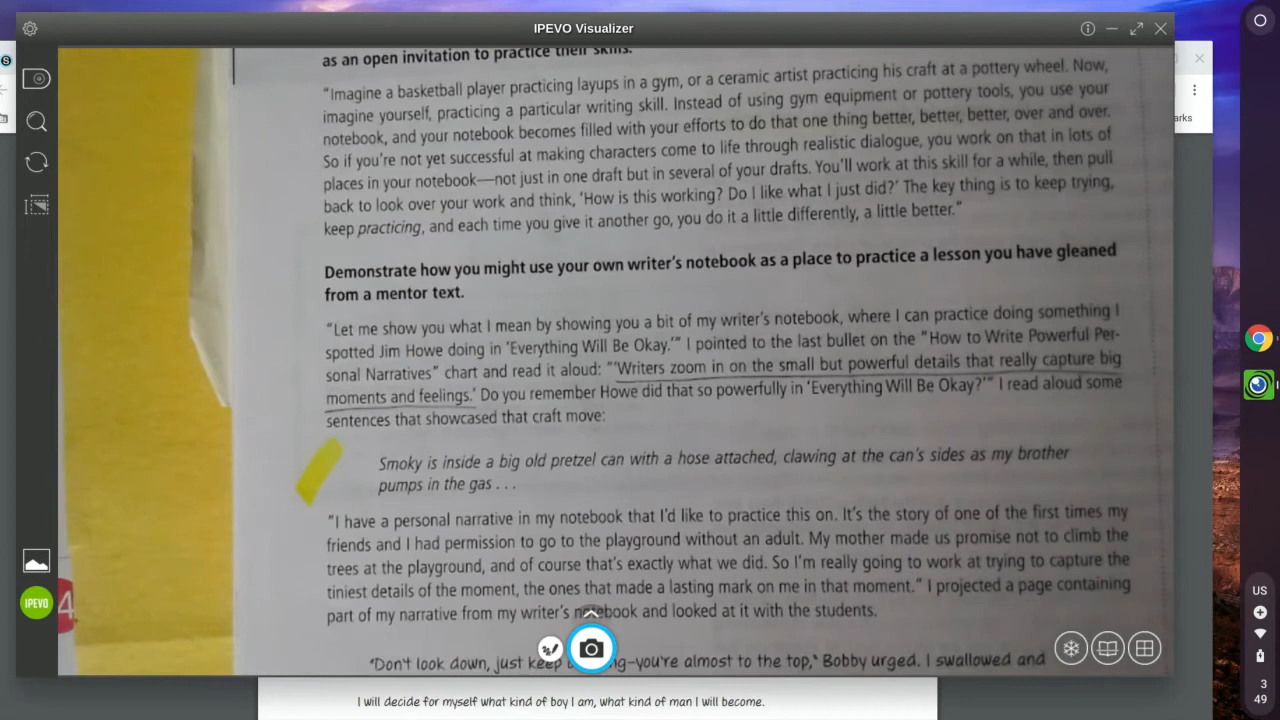 IPEVO Visualizer
as an open invitation to practice their skills.
"Imagine a basketball player practicing layups in a gym, or a ceramic artist practicing his craft at a pottery wheel. Now,
imagine yourself, practicing a particular writing skill. Instead of using gym equipment or pottery tools, you use your
notebook, and your notebook becomes filled with your efforts to do that one thing better, better, better, over and over.
So if you're not yet successful at making characters come to life through realistic dialogue, you work on that in lots of
places in your notebook—not just in one draft but in several of your drafts. You'll work at this skill for a while, then pull
back to look over your work and think, 'How is this working? Do I like what I just did?' The key thing is to keep trying,
keep practicing, and each time you give it another go, you do it a little differently, a little better."
Demonstrate how you might use your own writer's notebook as a place to practice a lesson you have gleaned
from a mentor text.
"Let me show you what I mean by showing you a bit of my writer's notebook, where I can practice doing something I
spotted Jim Howe doing in 'Everything Will Be Okay.'" I pointed to the last bullet on the "How to Write Powerful Per-
sonal Narratives" chart and read it aloud: "'Writers zoom in on the small but powerful details that really capture big
moments and feelings.' Do you remember Howe did that so powerfully in 'Everything Will Be Okay?'" I read aloud some
sentences that showcased that craft move:
Smoky is inside a big old pretzel can with a hose attached, clawing at the can's sides as my brother
pumps in the gas . . .
"I have a personal narrative in my notebook that I'd like to practice this on. It's the story of one of the first times my
friends and I had permission to go to the playground without an adult. My mother made us promise not to climb the
trees at the playground, and of course that's exactly what we did. So I'm really going to work at trying to capture the
tiniest details of the moment, the ones that made a lasting mark on me in that moment." I projected a page containing
part of my narrative from my writer's notebook and looked at it with the students.
"Don't look down, just keep you're almost to the top," Bobby urged. I swallowed and
I will decide for myself what kind of boy I am, what kind of man I will become.
arks
S
4
IPEVO
US
3
49